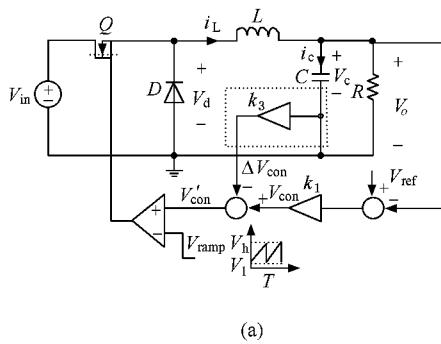 Q
i_L
L
i_c
+
+
+
C
V_c
V_in
+
−
D
V_d
k_3
−
R
V_o
−
−
ΔV_con
V_ref
V′_con
−
+
V_con
k_1
+
−
+
−
V_ramp
V_h
V_l
T
(a)